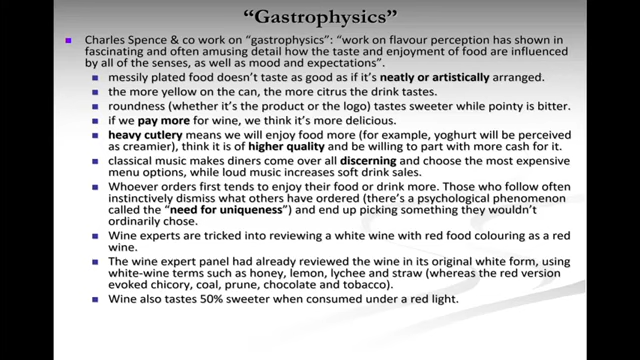 “Gastrophysics”
Charles Spence & co work on “gastrophysics”: “work on flavour perception has shown in
fascinating and often amusing detail how the taste and enjoyment of food are influenced
by all of the senses, as well as mood and expectations”.
messily plated food doesn’t taste as good as if it’s neatly or artistically arranged.
the more yellow on the can, the more citrus the drink tastes.
roundness (whether it’s the product or the logo) tastes sweeter while pointy is bitter.
if we pay more for wine, we think it’s more delicious.
heavy cutlery means we will enjoy food more (for example, yoghurt will be perceived
as creamier), think it is of higher quality and be willing to part with more cash for it.
classical music makes diners come over all discerning and choose the most expensive
menu options, while loud music increases soft drink sales.
Whoever orders first tends to enjoy their food or drink more. Those who follow often
instinctively dismiss what others have ordered (there’s a psychological phenomenon
called the “need for uniqueness”) and end up picking something they wouldn’t
ordinarily chose.
Wine experts are tricked into reviewing a white wine with red food colouring as a red
wine.
The wine expert panel had already reviewed the wine in its original white form, using
white-wine terms such as honey, lemon, lychee and straw (whereas the red version
evoked chicory, coal, prune, chocolate and tobacco).
Wine also tastes 50% sweeter when consumed under a red light.